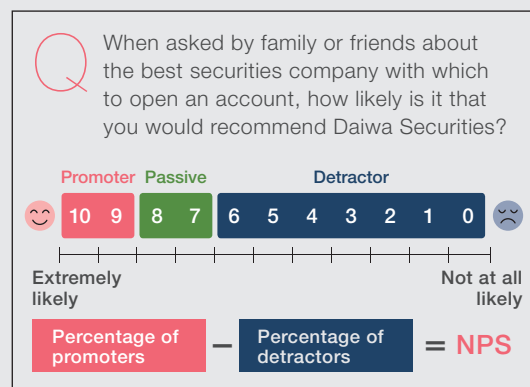 Q
When asked by family or friends about
the best securities company with which
to open an account, how likely is it that
you would recommend Daiwa Securities?
Promoter Passive Detractor
10 9 8 7 6 5 4 3 2 1 0
Extremely
likely
Not at all
likely
Percentage of
promoters
−
Percentage of
detractors
= NPS